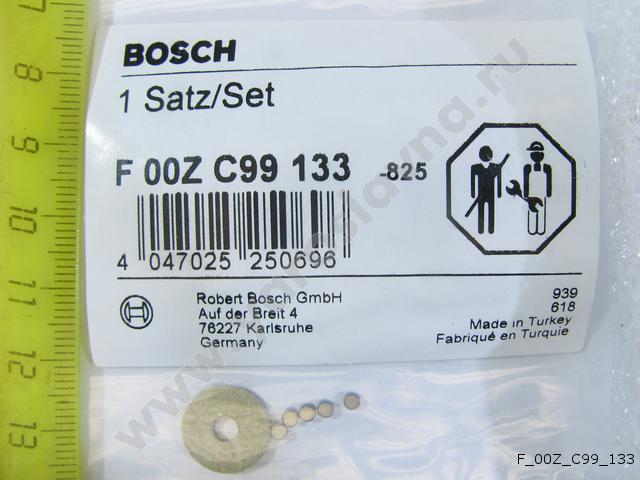 BOSCH
1 Satz/Set
F 00Z C99 133 -825
4 047025 250696
Robert Bosch GmbH
Auf der Breit 4
76227 Karlsruhe
Germany
939
618
Made in Turkey
Fabriqué en Turquie
7
8
9
10
11
12
13
F_00Z_C99_133